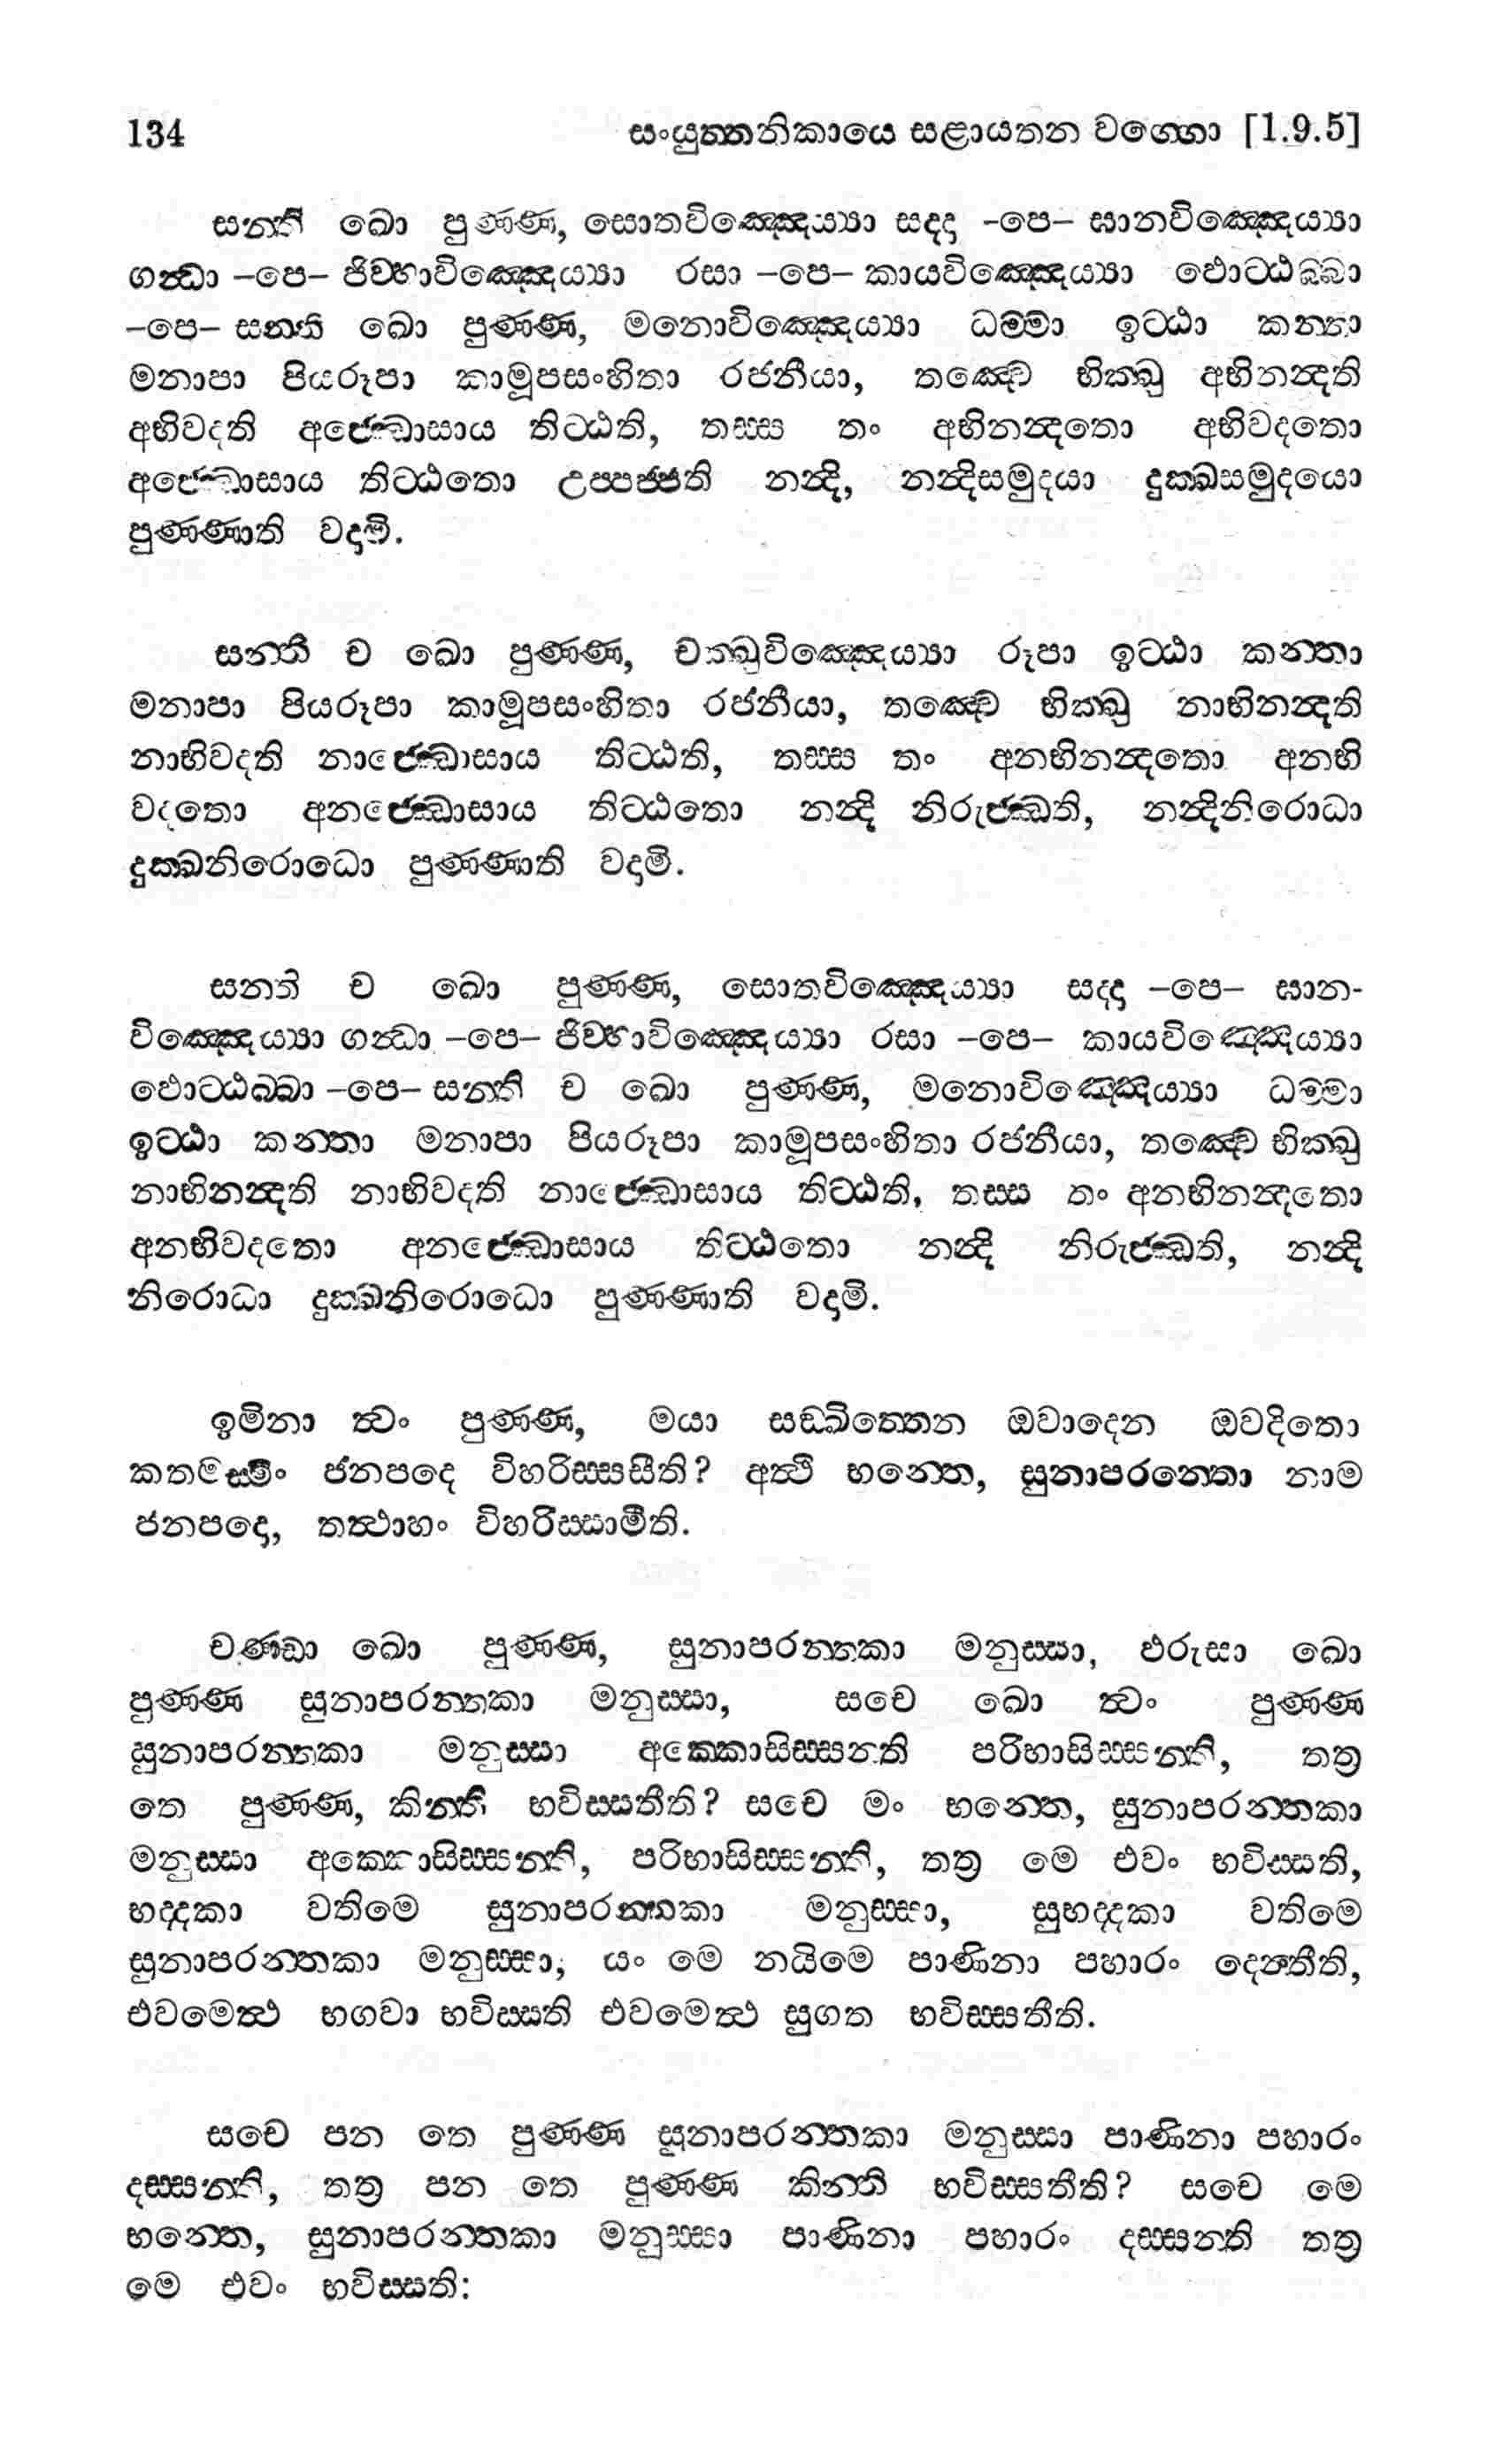 134 සංයුත්තනිකායෙ සළායතන වග්ගො [1.9.5]
සන්ති ඛො පුණ්ණ, සොතවිඤ්ඤෙය්‍යා සද්දා -පෙ- ඝානවිඤ්ඤෙය්‍යා
ගන්ධා -පෙ- ජිව්හාවිඤ්ඤෙය්‍යා රසා -පෙ- කායවිඤ්ඤෙය්‍යා ඵොට්ඨබ්බා
-පෙ- සන්ති ඛො පුණ්ණ, මනොවිඤ්ඤෙය්‍යා ධම්මා ඉට්ඨා කන්තා
මනාපා පියරූපා කාමූපසංහිතා රජනීයා, තඤ්චෙ භික්ඛු අභිනන්දති
අභිවදති අජ්ඣොසාය තිට්ඨති, තස්ස තං අභිනන්දතො අභිවදතො
අජ්ඣොසාය තිට්ඨතො උප්පජ්ජති නන්දි, නන්දිසමුදයා දුක්ඛසමුදයො
පුණ්ණාති වදාමි.
සන්ති ච ඛො පුණ්ණ, චක්ඛුවිඤ්ඤෙය්‍යා රූපා ඉට්ඨා කන්තා
මනාපා පියරූපා කාමූපසංහිතා රජනීයා, තඤ්චෙ භික්ඛු නාභිනන්දති
නාභිවදති නාජ්ඣොසාය තිට්ඨති, තස්ස තං අනභිනන්දතො අනභි
වදතො අනජ්ඣොසාය තිට්ඨතො නන්දි නිරුජ්ඣති, නන්දිනිරොධා
දුක්ඛනිරොධො පුණ්ණාති වදාමි.
සන්ති ච ඛො පුණ්ණ, සොතවිඤ්ඤෙය්‍යා සද්දා -පෙ- ඝාන-
විඤ්ඤෙය්‍යා ගන්ධා -පෙ- ජිව්හාවිඤ්ඤෙය්‍යා රසා -පෙ- කායවිඤ්ඤෙය්‍යා
ඵොට්ඨබ්බා -පෙ- සන්ති ච ඛො පුණ්ණ, මනොවිඤ්ඤෙය්‍යා ධම්මා
ඉට්ඨා කන්තා මනාපා පියරූපා කාමූපසංහිතා රජනීයා, තඤ්චෙ භික්ඛු
නාභිනන්දති නාභිවදති නාජ්ඣොසාය තිට්ඨති, තස්ස තං අනභිනන්දතො
අනභිවදතො අනජ්ඣොසාය තිට්ඨතො නන්දි නිරුජ්ඣති, නන්දි
නිරොධා දුක්ඛනිරොධො පුණ්ණාති වදාමි.
ඉමිනා ත්වං පුණ්ණ, මයා සඞ්ඛිත්තෙන ඔවාදෙන ඔවදිතො
කතමස්මිං ජනපදෙ විහරිස්සසීති? අත්ථි භන්තෙ, සුනාපරන්තො නාම
ජනපදො, තත්ථාහං විහරිස්සාමීති.
චණ්ඩා ඛො පුණ්ණ, සුනාපරන්තකා මනුස්සා, ඵරුසා ඛො
පුණ්ණ සුනාපරන්තකා මනුස්සා, සචෙ ඛො ත්වං පුණ්ණ
සුනාපරන්තකා මනුස්සා අක්කොසිස්සන්ති පරිභාසිස්සන්ති, තත්‍ර
තෙ පුණ්ණ, කින්ති භවිස්සතීති? සචෙ මං භන්තෙ, සුනාපරන්තකා
මනුස්සා අක්කොසිස්සන්ති, පරිභාසිස්සන්ති, තත්‍ර මෙ එවං භවිස්සති,
භද්දකා වතිමෙ සුනාපරන්තකා මනුස්සා, සුභද්දකා වතිමෙ
සුනාපරන්තකා මනුස්සා, යං මෙ නයිමෙ පාණිනා පහාරං දෙන්තීති,
එවමෙත්ථ භගවා භවිස්සති එවමෙත්ථ සුගත භවිස්සතීති.
සචෙ පන තෙ පුණ්ණ සුනාපරන්තකා මනුස්සා පාණිනා පහාරං
දස්සන්ති, තත්‍ර පන තෙ පුණ්ණ කින්ති භවිස්සතීති? සචෙ මෙ
භන්තෙ, සුනාපරන්තකා මනුස්සා පාණිනා පහාරං දස්සන්ති තත්‍ර
මෙ එවං භවිස්සති: